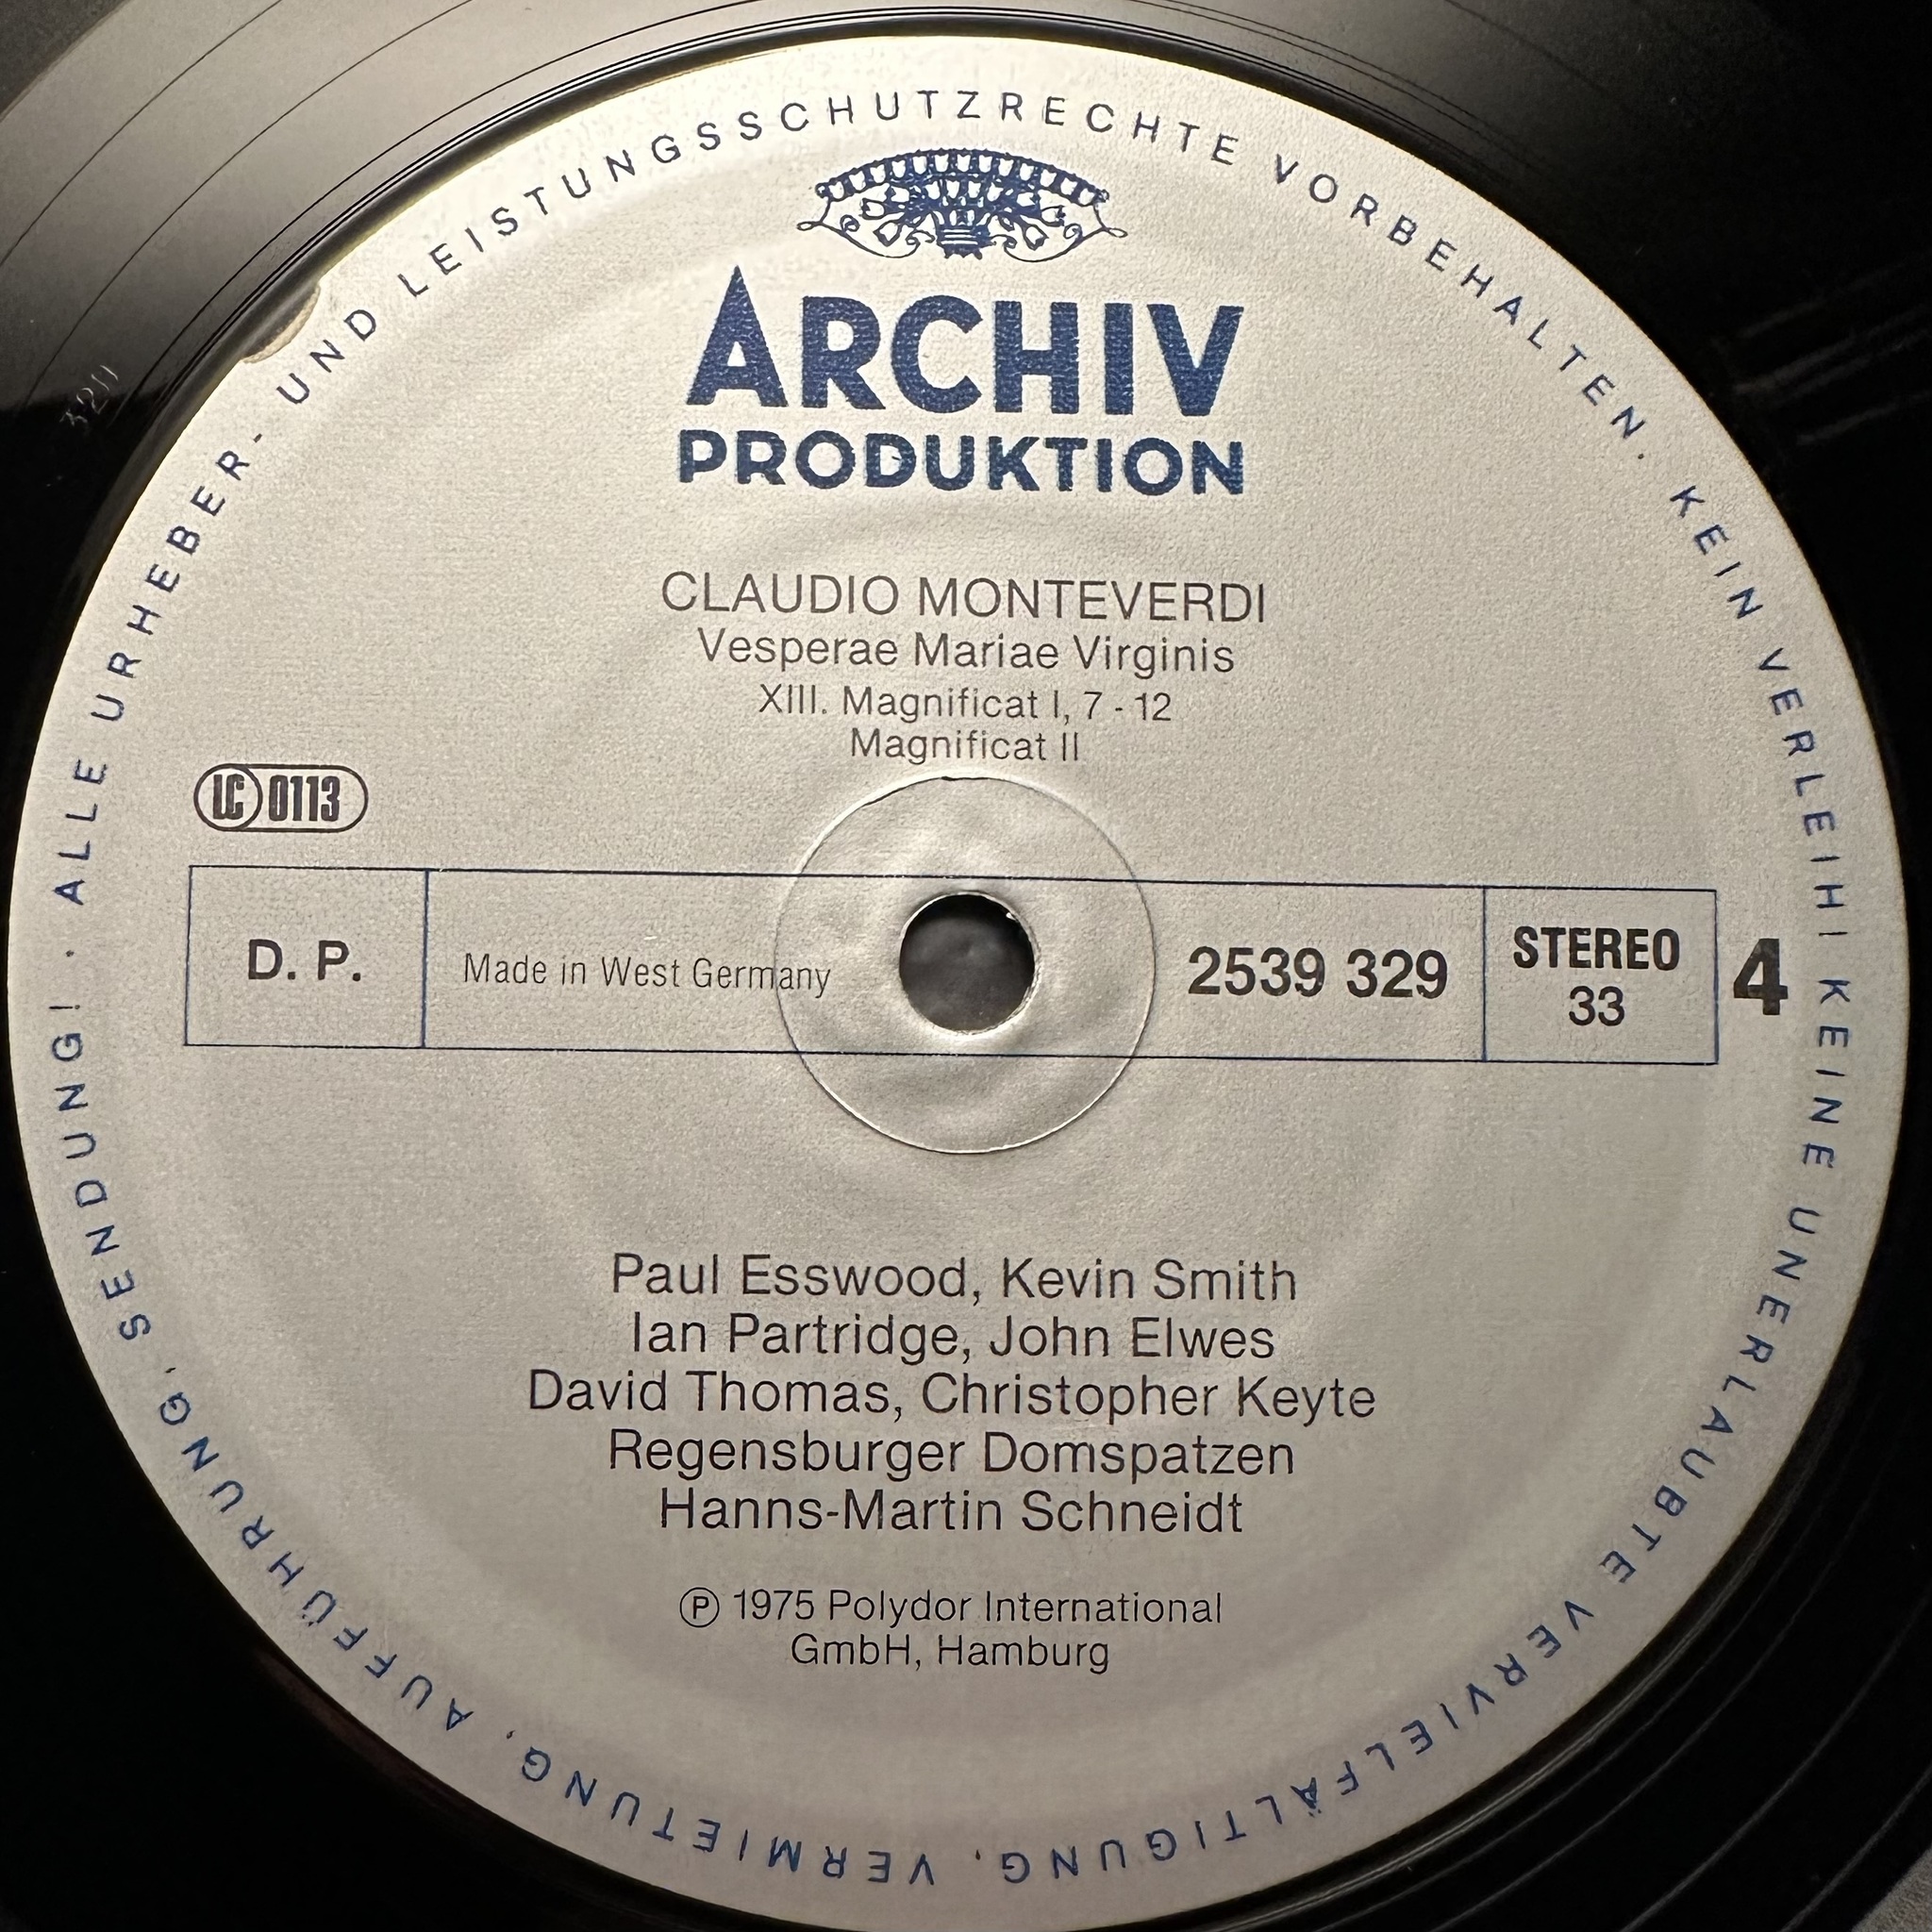 ALLE URHEBER- UND LEISTUNGSSCHUTZRECHTE VORBEHALTEN. KEIN VERLEIH! KEINE UNERLAUBTE VERVIELFÄLTIGUNG, VERMIETUNG, AUFFÜHRUNG, SENDUNG! ·
ARCHIV
PRODUKTION
CLAUDIO MONTEVERDI
Vesperae Mariae Virginis
XIII. Magnificat I, 7 - 12
Magnificat II
LC 0113
D. P.
Made in West Germany
2539 329
STEREO
33
4
Paul Esswood, Kevin Smith
Ian Partridge, John Elwes
David Thomas, Christopher Keyte
Regensburger Domspatzen
Hanns-Martin Schneidt
℗ 1975 Polydor International
GmbH, Hamburg